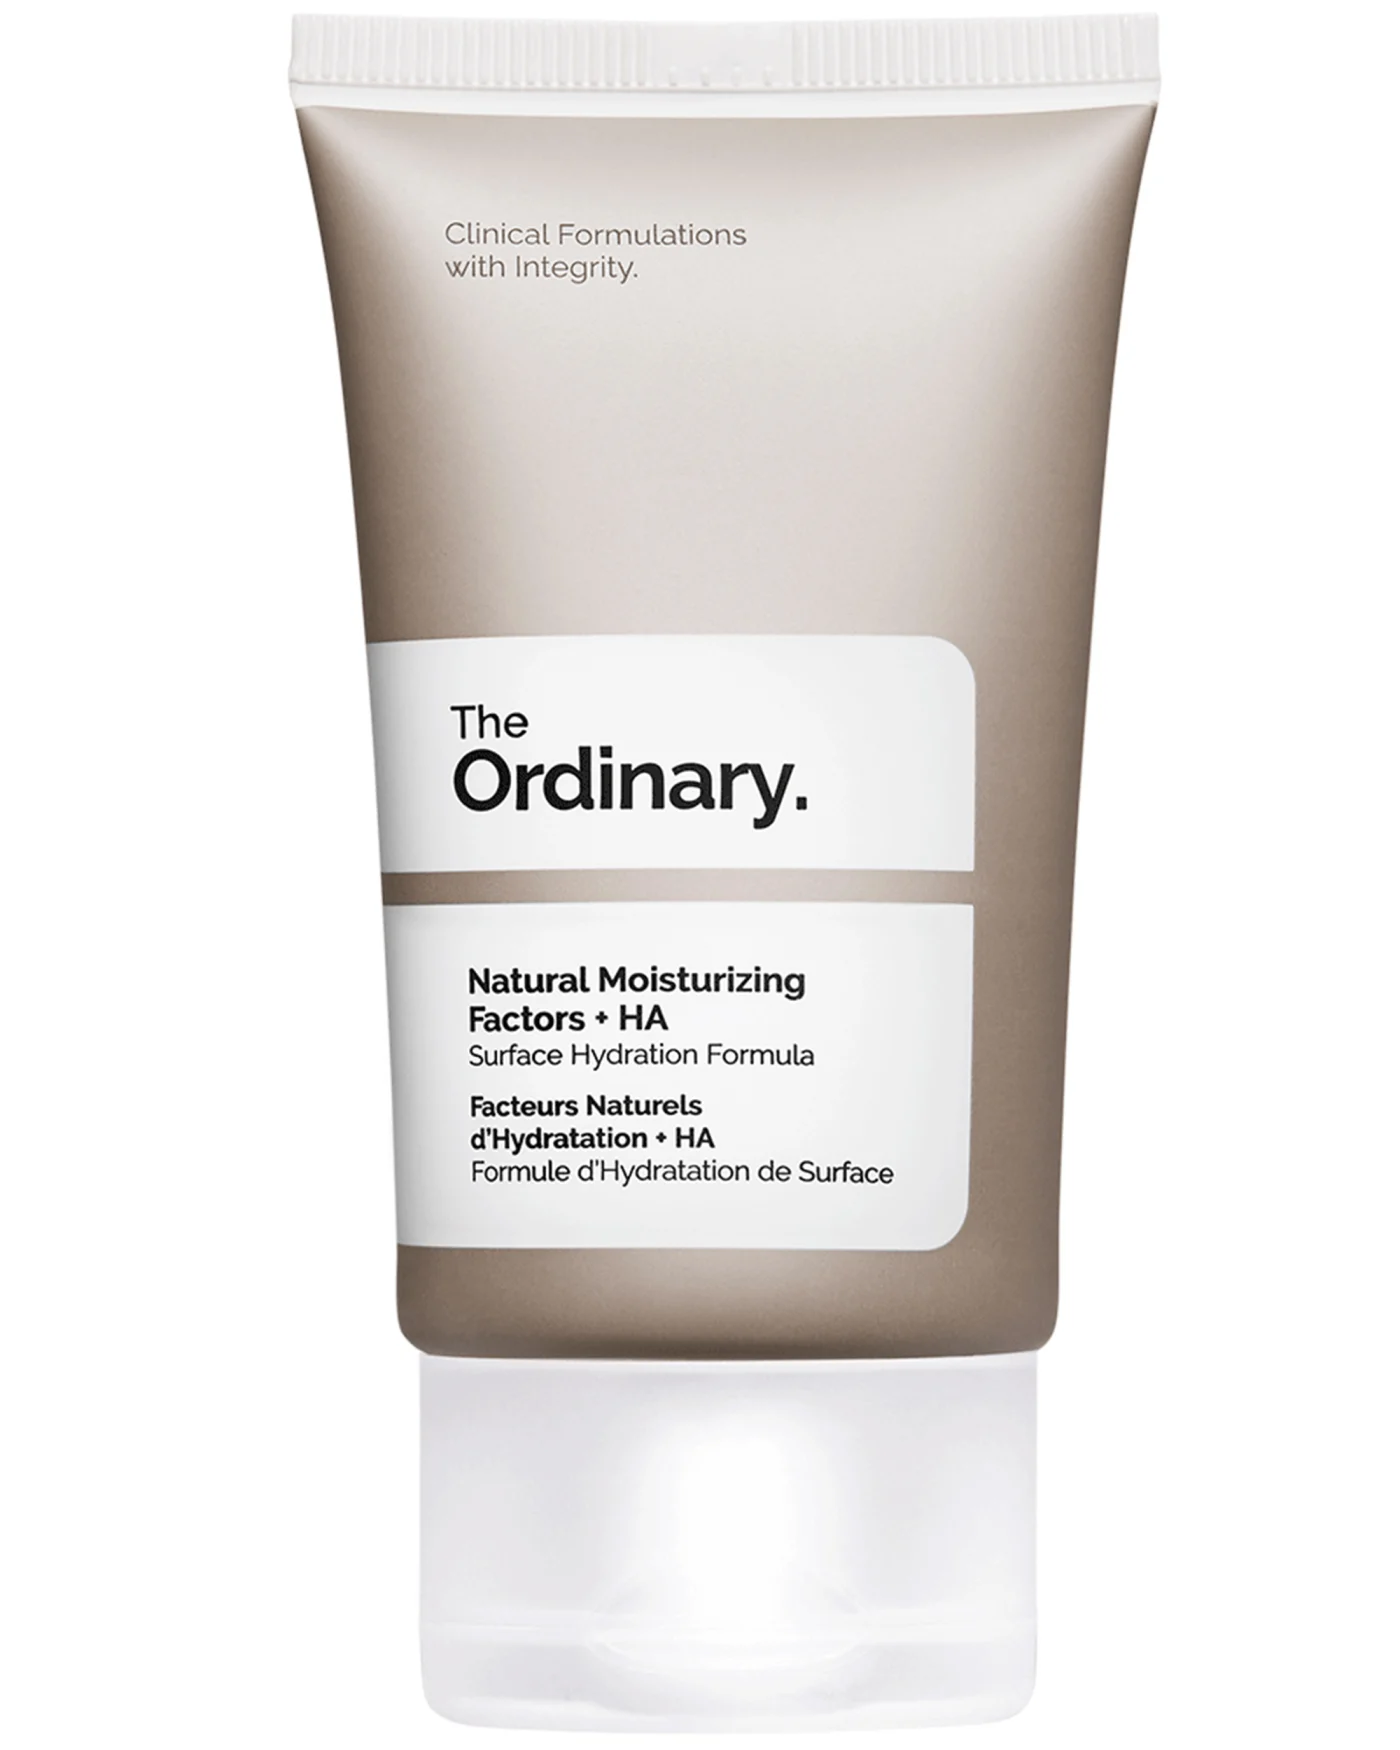 Clinical Formulations
with Integrity.
The
Ordinary.
Natural Moisturizing
Factors + HA
Surface Hydration Formula
Facteurs Naturels
d'Hydratation + HA
Formule d'Hydratation de Surface